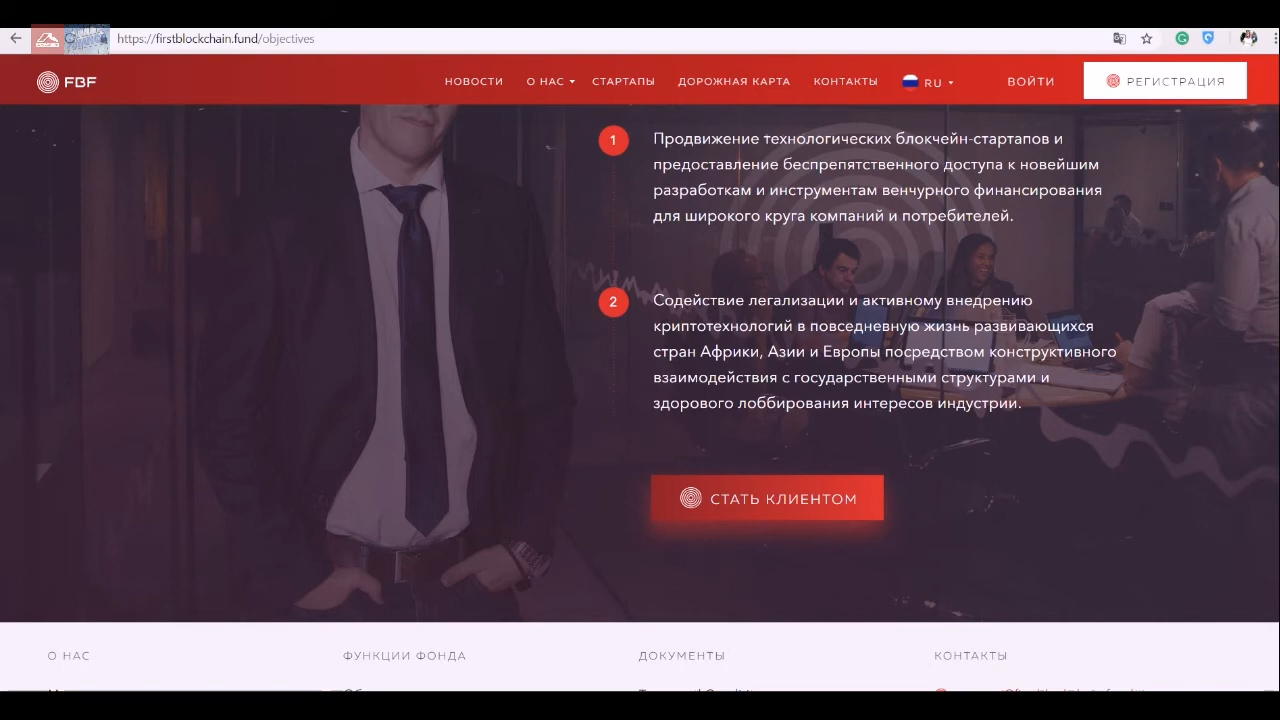 https://firstblockchain.fund/objectives
FBF
НОВОСТИ
О НАС
СТАРТАПЫ
ДОРОЖНАЯ КАРТА
КОНТАКТЫ
RU
ВОЙТИ
РЕГИСТРАЦИЯ
1
Продвижение технологических блокчейн-стартапов и
предоставление беспрепятственного доступа к новейшим
разработкам и инструментам венчурного финансирования
для широкого круга компаний и потребителей.
2
Содействие легализации и активному внедрению
криптотехнологий в повседневную жизнь развивающихся
стран Африки, Азии и Европы посредством конструктивного
взаимодействия с государственными структурами и
здорового лоббирования интересов индустрии.
СТАТЬ КЛИЕНТОМ
О НАС
ФУНКЦИИ ФОНДА
ДОКУМЕНТЫ
КОНТАКТЫ